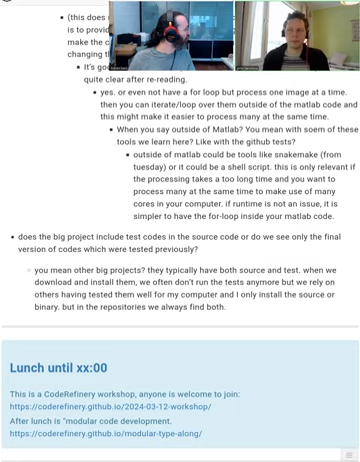 (this does
is to provid
make the c
changing th
It's goo
quite clear after re-reading.
yes. or even not have a for loop but process one image at a time.
then you can iterate/loop over them outside of the matlab code and
this might make it easier to process many at the same time.
When you say outside of Matlab? You mean with soem of these
tools we learn here? Like with the github tests?
outside of matlab could be tools like snakemake (from
tuesday) or it could be a shell script. this is only relevant if
the processing takes a too long time and you want to
process many at the same time to make use of many
cores in your computer. if runtime is not an issue, it is
simpler to have the for-loop inside your matlab code.
does the big project include test codes in the source code or do we see only the final
version of codes which were tested previously?
you mean other big projects? they typically have both source and test. when we
download and install them, we often don't run the tests anymore but we rely on
others having tested them well for my computer and I only install the source or
binary. but in the repositories we always find both.
Lunch until xx:00
This is a CodeRefinery workshop, anyone is welcome to join:
https://coderefinery.github.io/2024-03-12-workshop/
After lunch is "modular code development.
https://coderefinery.github.io/modular-type-along/